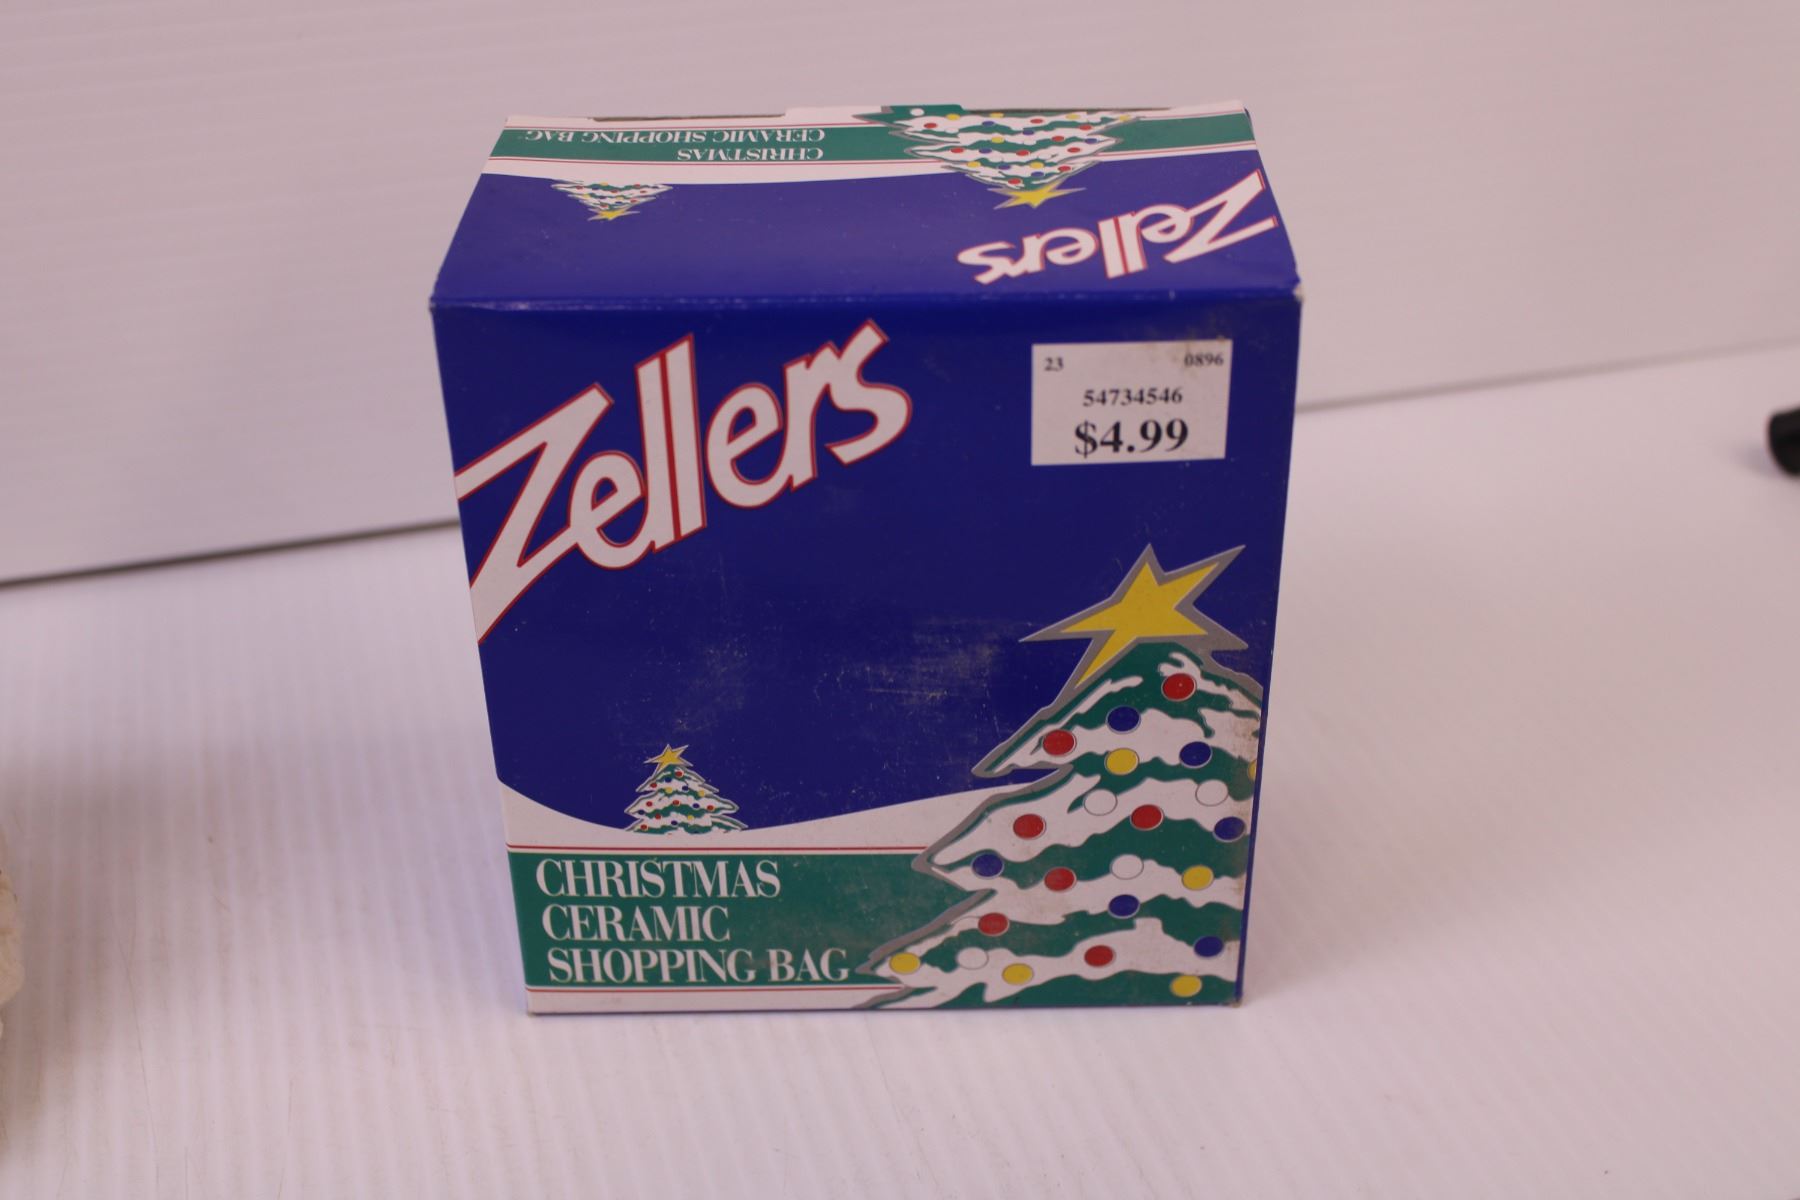 CHRISTMAS
CERAMIC SHOPPING BAG
Zellers
Zellers
23 0896
54734546
$4.99
CHRISTMAS
CERAMIC
SHOPPING BAG